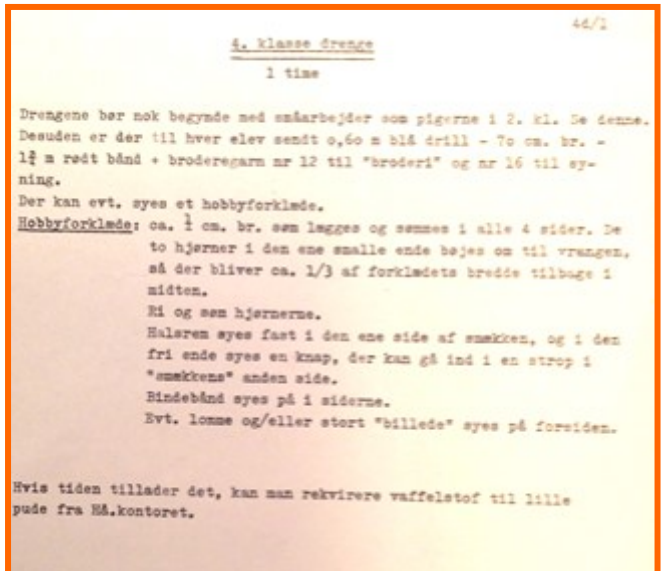 4d/1
4. klasse drenge
1 time
Drengene bør nok begynde med småarbejder som pigerne i 2. kl. Se denne.
Desuden er der til hver elev sendt o,6o m blå drill - 7o cm. br. -
1¾ m rødt bånd + broderegarn nr 12 til "broderi" og nr 16 til sy-
ning.
Der kan evt. syes et hobbyforklæde.
Hobbyforklæde: ca. ½ cm. br. søm lægges og sømmes i alle 4 sider. De
to hjørner i den ene smalle ende bøjes om til vrangen,
så der bliver ca. 1/3 af forklædets bredde tilbage i
midten.
Ri og søm hjørnerne.
Halsrem syes fast i den ene side af smækken, og i den
fri ende syes en knap, der kan gå ind i en strop i
"smækkens" anden side.
Bindebånd syes på i siderne.
Evt. lomme og/eller stort "billede" syes på forsiden.
Hvis tiden tillader det, kan man rekvirere vaffelstof til lille
pude fra Hå.kontoret.